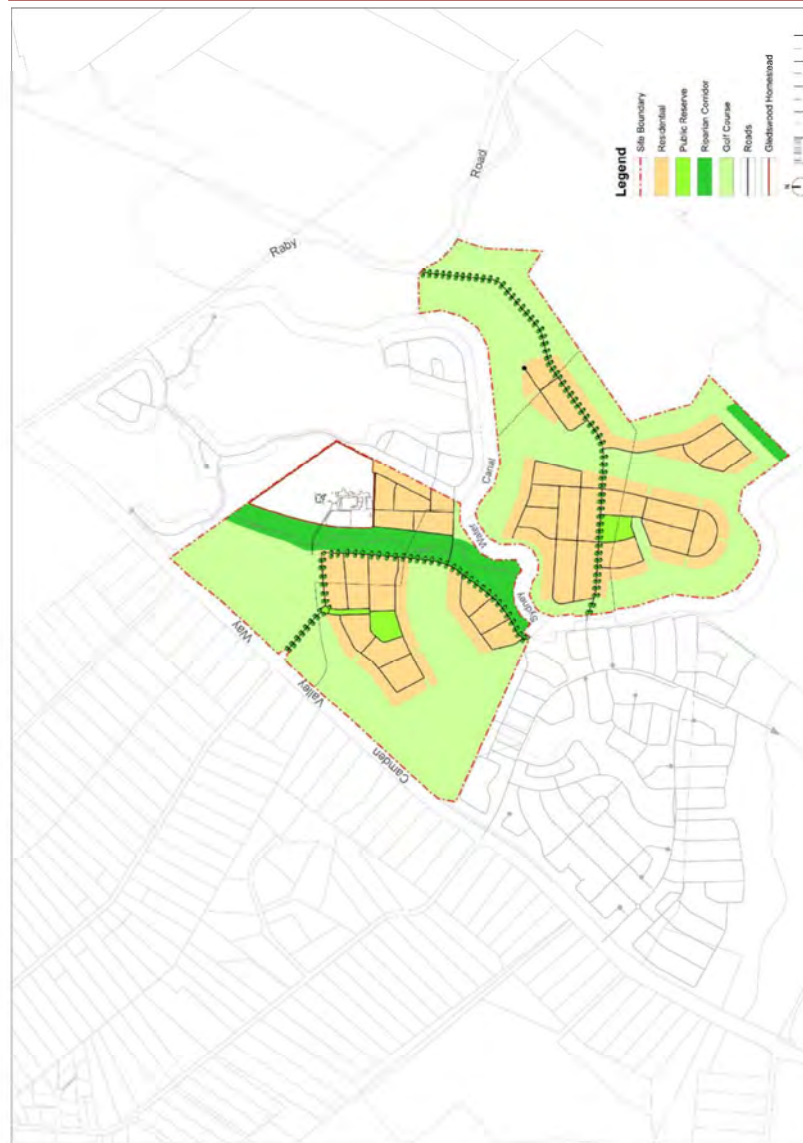 Raby
Road
Camden
Valley
Way
Sydney
Water
Canal
Legend
Site Boundary
Residential
Public Reserve
Riparian Corridor
Golf Course
Roads
Gledswood Homestead
N